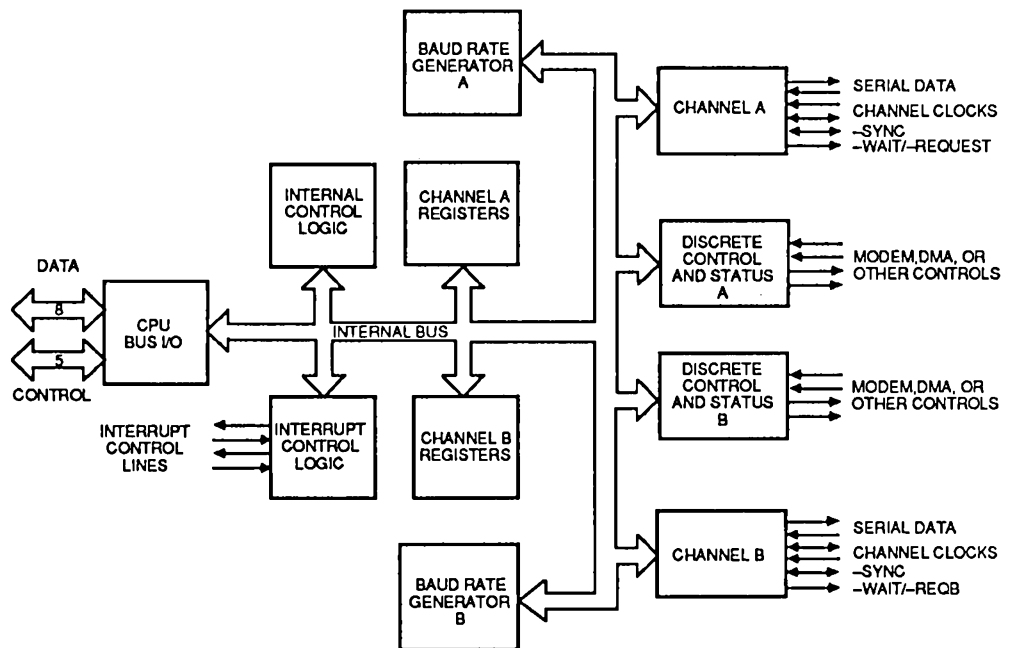 BAUD RATE
GENERATOR
A
CHANNEL A
SERIAL DATA
CHANNEL CLOCKS
–SYNC
–WAIT/–REQUEST
INTERNAL
CONTROL
LOGIC
CHANNEL A
REGISTERS
DISCRETE
CONTROL
AND STATUS
A
MODEM,DMA, OR
OTHER CONTROLS
DATA
8
5
CONTROL
CPU
BUS I/O
INTERNAL BUS
DISCRETE
CONTROL
AND STATUS
B
MODEM,DMA, OR
OTHER CONTROLS
INTERRUPT
CONTROL
LINES
INTERRUPT
CONTROL
LOGIC
CHANNEL B
REGISTERS
BAUD RATE
GENERATOR
B
CHANNEL B
SERIAL DATA
CHANNEL CLOCKS
–SYNC
–WAIT/–REQB